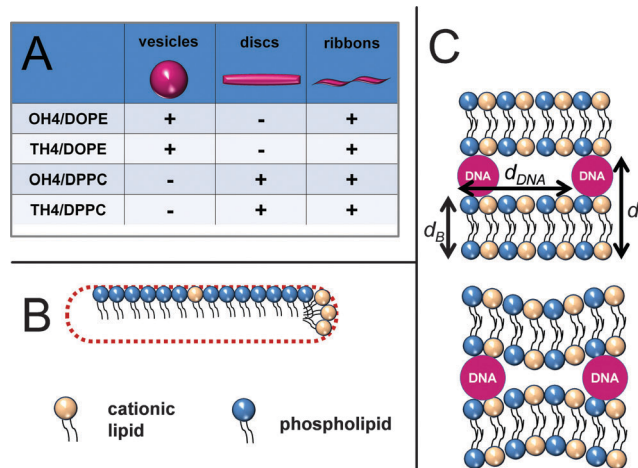 A
vesicles discs ribbons
OH4/DOPE + - +
TH4/DOPE + - +
OH4/DPPC - + +
TH4/DPPC - + +
B
cationic
lipid
phospholipid
C
DNA DNA
dDNA
d
dB
DNA DNA